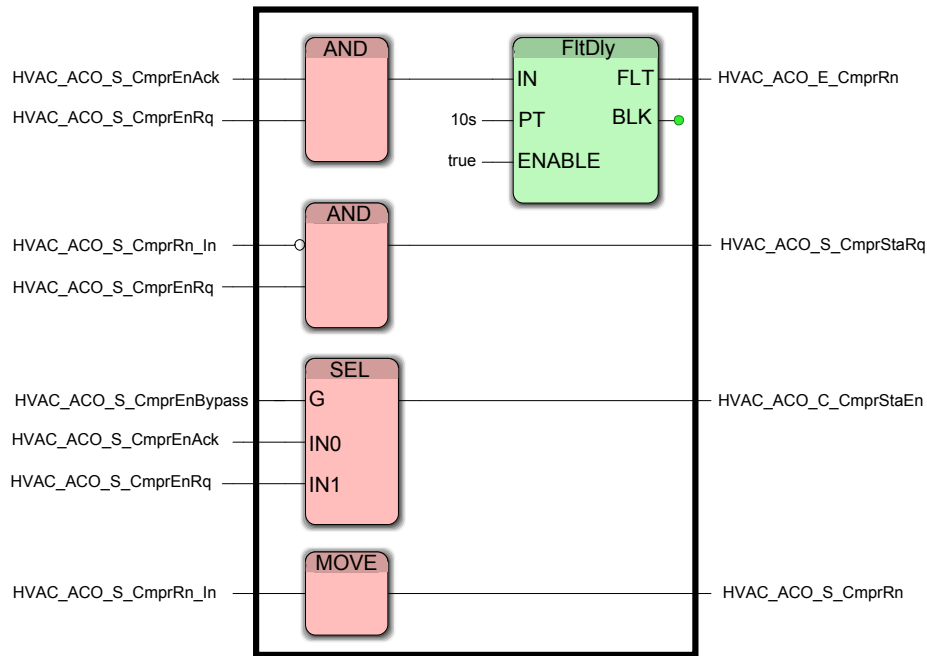 AND
FltDly
HVAC_ACO_S_CmprEnAck
IN
FLT
HVAC_ACO_E_CmprRn
HVAC_ACO_S_CmprEnRq
10s
PT
BLK
true
ENABLE
AND
HVAC_ACO_S_CmprRn_In
HVAC_ACO_S_CmprStaRq
HVAC_ACO_S_CmprEnRq
SEL
HVAC_ACO_S_CmprEnBypass
G
HVAC_ACO_C_CmprStaEn
HVAC_ACO_S_CmprEnAck
IN0
HVAC_ACO_S_CmprEnRq
IN1
MOVE
HVAC_ACO_S_CmprRn_In
HVAC_ACO_S_CmprRn